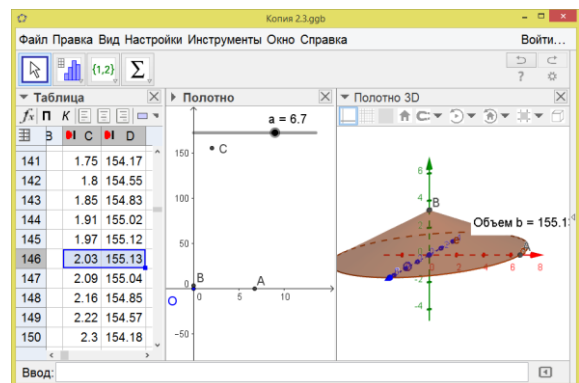 Копия 2.3.ggb
Файл Правка Вид Настройки Инструменты Окно Справка
Войти...
{1,2} Σ
Таблица
fx П К
B C D
141 1.75 154.17
142 1.8 154.55
143 1.85 154.83
144 1.91 155.02
145 1.97 155.12
146 2.03 155.13
147 2.09 155.04
148 2.16 154.85
149 2.22 154.57
150 2.3 154.18
Полотно
a = 6.7
C
150
100
50
0
B A
O 0 5 10
−50
Полотно 3D
6
B
Объем b = 155.1
A
2 4 6 8
-4
Ввод: